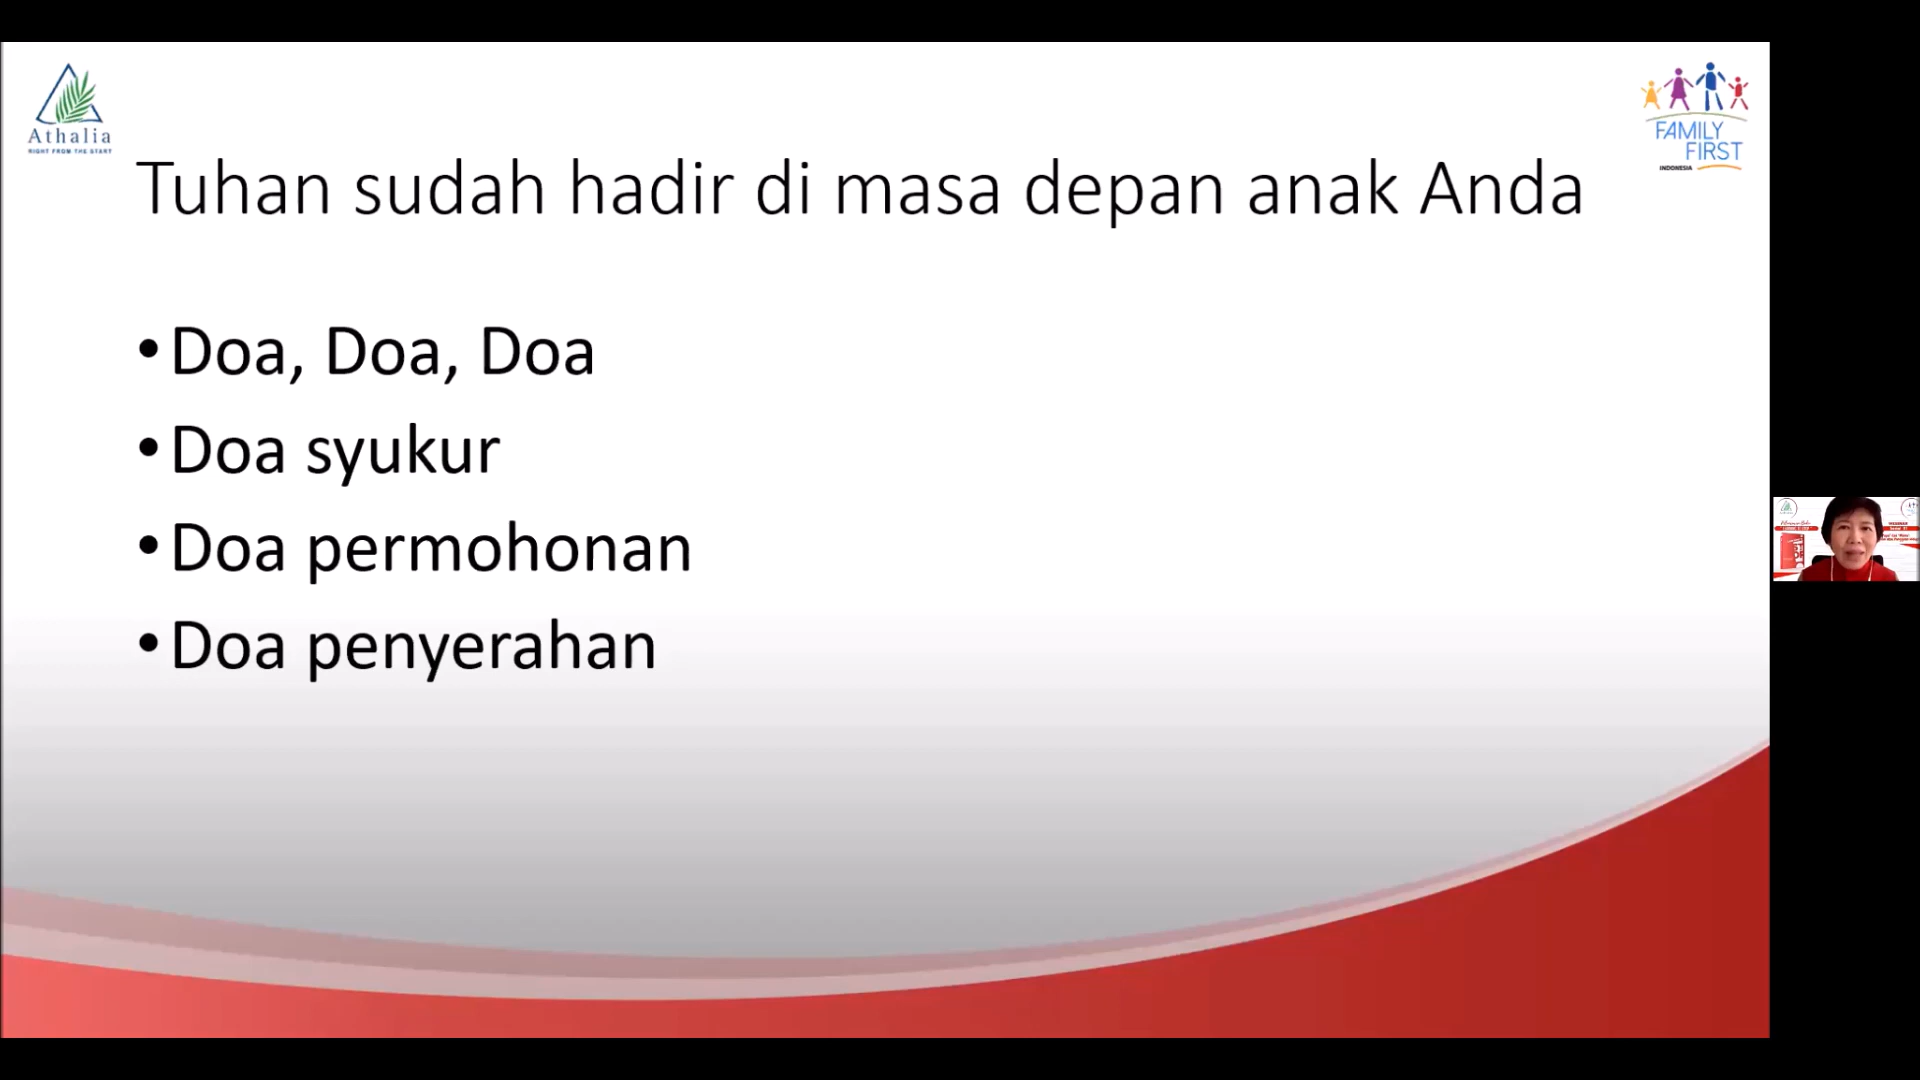 Athalia
RIGHT FROM THE START
FAMILY
FIRST
INDONESIA
Tuhan sudah hadir di masa depan anak Anda
•Doa, Doa, Doa
•Doa syukur
•Doa permohonan
•Doa penyerahan
WEBINAR